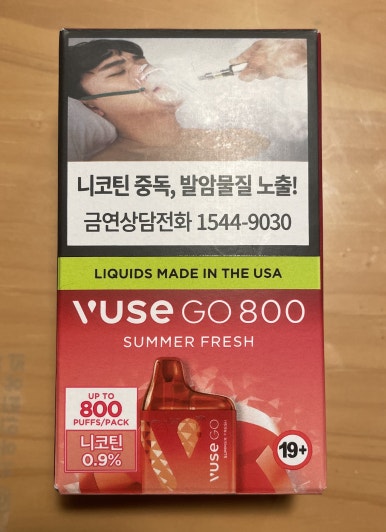 니코틴 중독, 발암물질 노출!
금연상담전화 1544-9030
LIQUIDS MADE IN THE USA
VUSE GO 800
SUMMER FRESH
UP TO
800
PUFFS/PACK
니코틴
0.9%
VUSE GO
SUMMER FRESH
19+